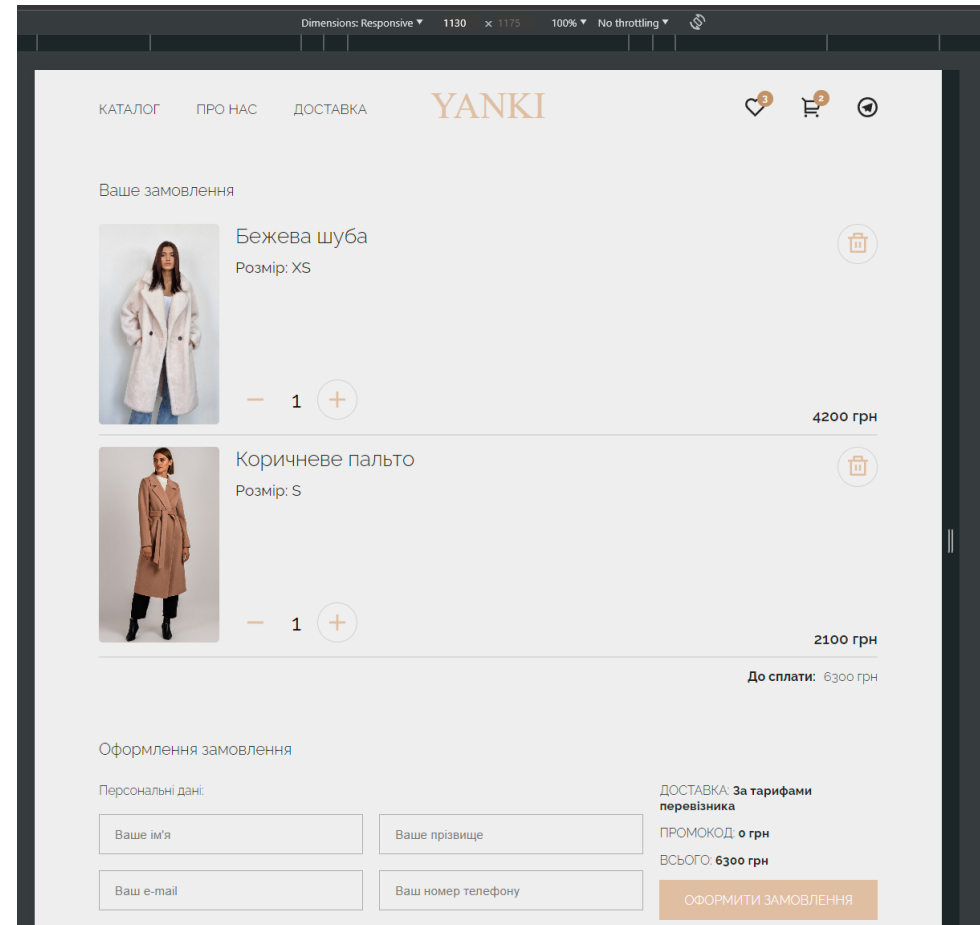 Dimensions: Responsive ▼ 1130 × 1175 100% ▼ No throttling ▼
КАТАЛОГ ПРО НАС ДОСТАВКА YANKI 3 2
Ваше замовлення
Бежева шуба
Розмір: XS
1
4200 грн
Коричневе пальто
Розмір: S
1
2100 грн
До сплати: 6300 грн
Оформлення замовлення
Персональні дані:
Ваше ім'я
Ваше прізвище
Ваш e-mail
Ваш номер телефону
ДОСТАВКА: За тарифами
перевізника
ПРОМОКОД: 0 грн
ВСЬОГО: 6300 грн
ОФОРМИТИ ЗАМОВЛЕННЯ